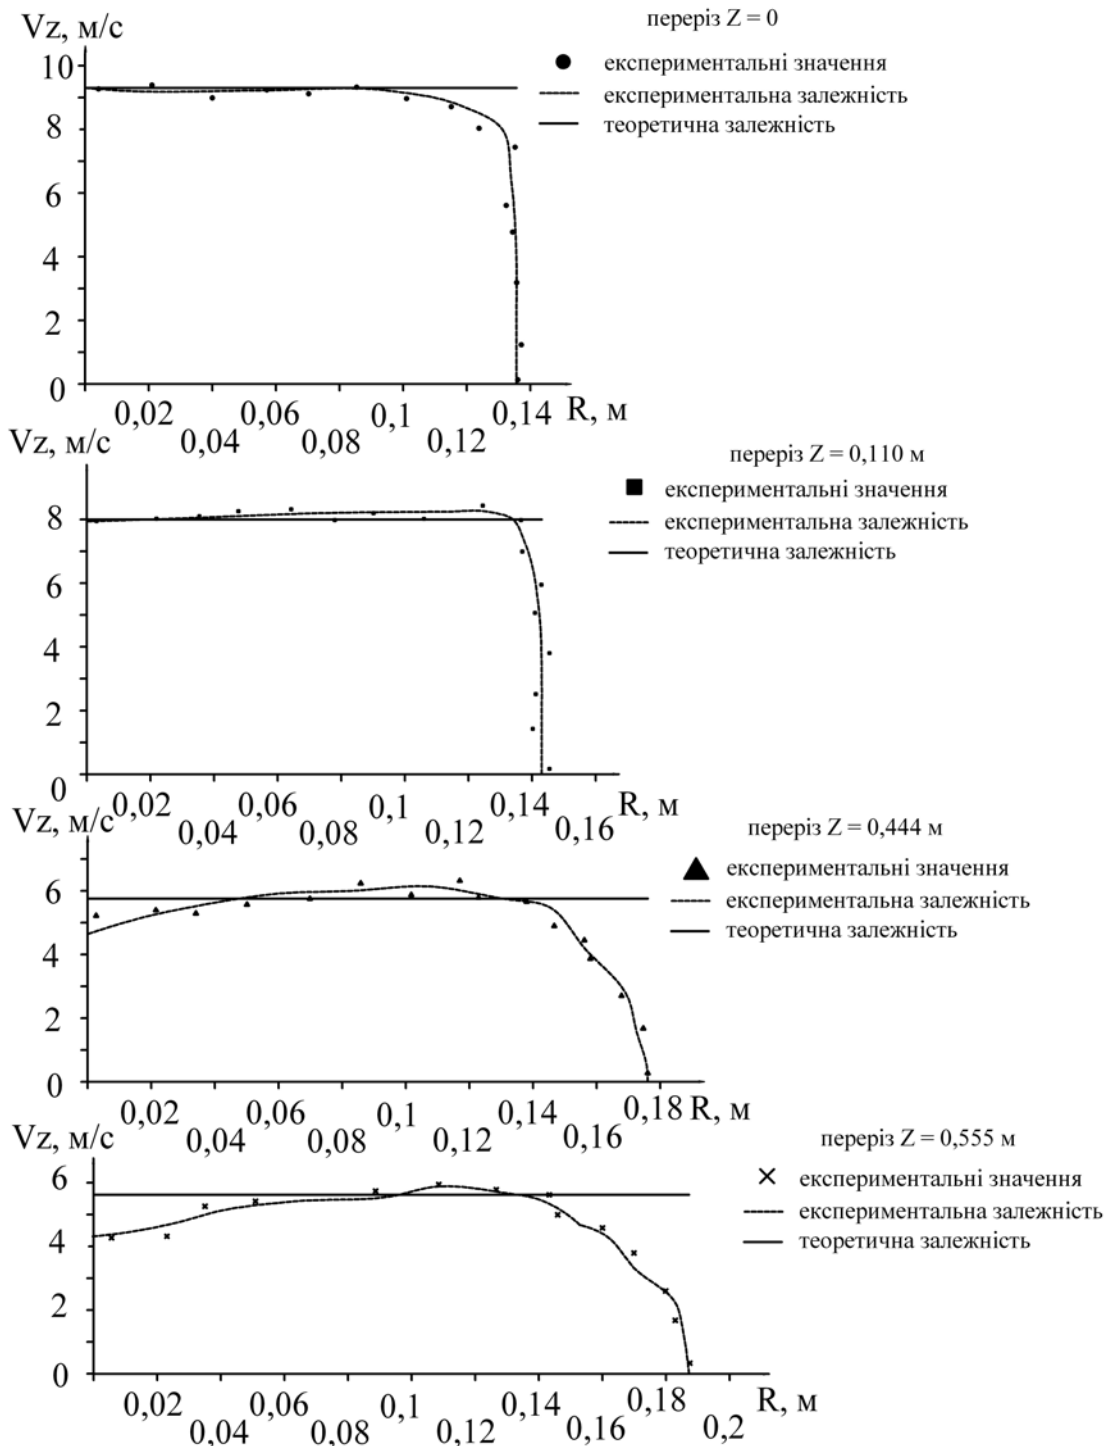 Vz, м/с
переріз Z = 0
експериментальні значення
експериментальна залежність
теоретична залежність
10
8
6
4
2
0
0,02 0,06 0,1 0,14 R, м
0,04 0,08 0,12
Vz, м/с
переріз Z = 0,110 м
експериментальні значення
експериментальна залежність
теоретична залежність
8
6
4
2
0
0,02 0,06 0,1 0,14 R, м
0,04 0,08 0,12 0,16
Vz, м/с
переріз Z = 0,444 м
експериментальні значення
експериментальна залежність
теоретична залежність
6
4
2
0
0,02 0,06 0,1 0,14 0,18 R, м
0,04 0,08 0,12 0,16
Vz, м/с
переріз Z = 0,555 м
експериментальні значення
експериментальна залежність
теоретична залежність
6
4
2
0
0,02 0,06 0,1 0,14 0,18 R, м
0,04 0,08 0,12 0,16 0,2